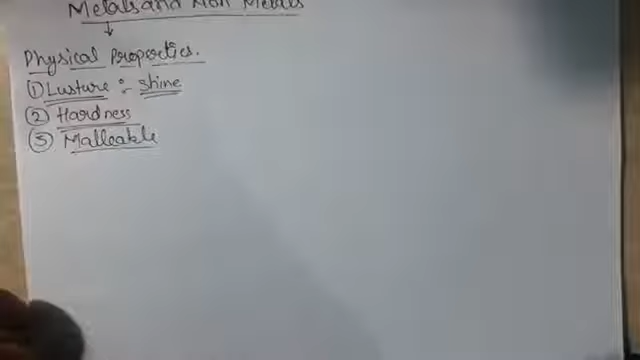 Metals and Non Metals
↓
Physical Properties.
① Lusture :- Shine
② Hardness
③ Malleable